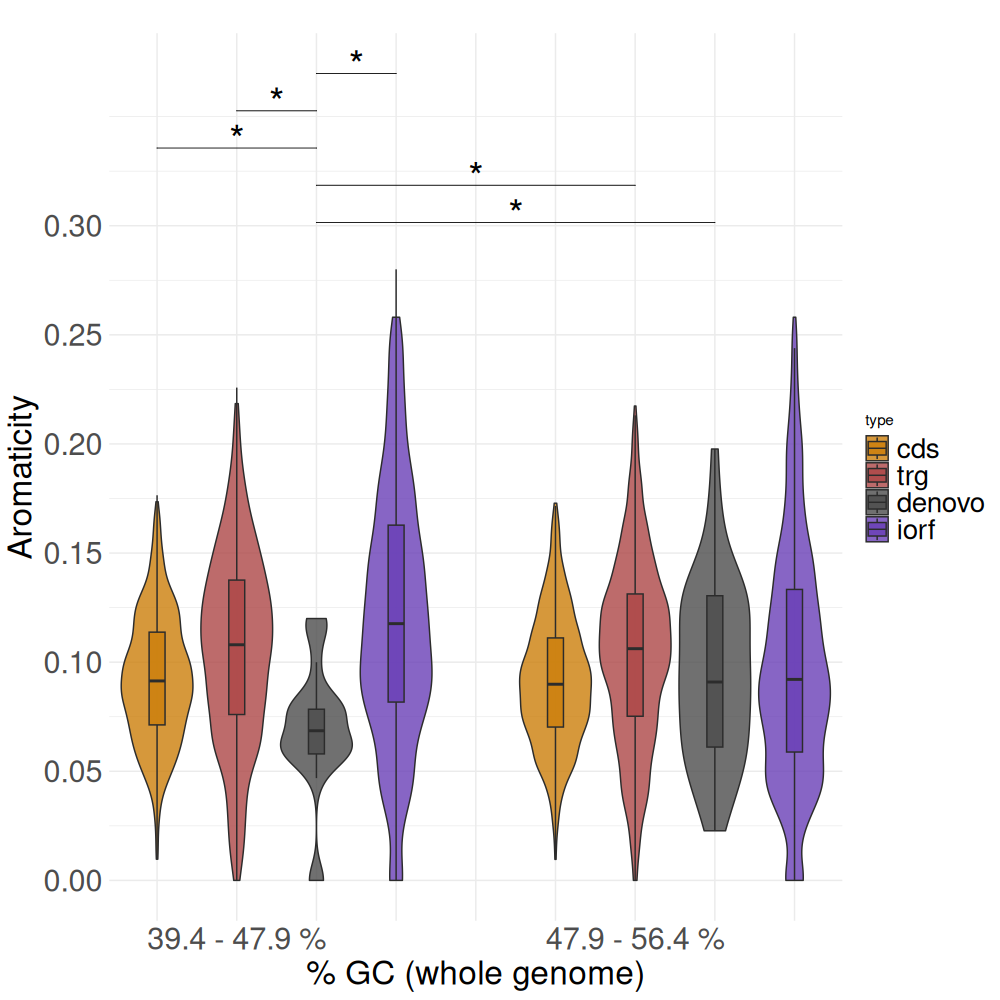 *
*
*
*
*
0.30
0.25
0.20
0.15
0.10
0.05
0.00
Aromaticity
39.4 - 47.9 %
47.9 - 56.4 %
% GC (whole genome)
type
cds
trg
denovo
iorf